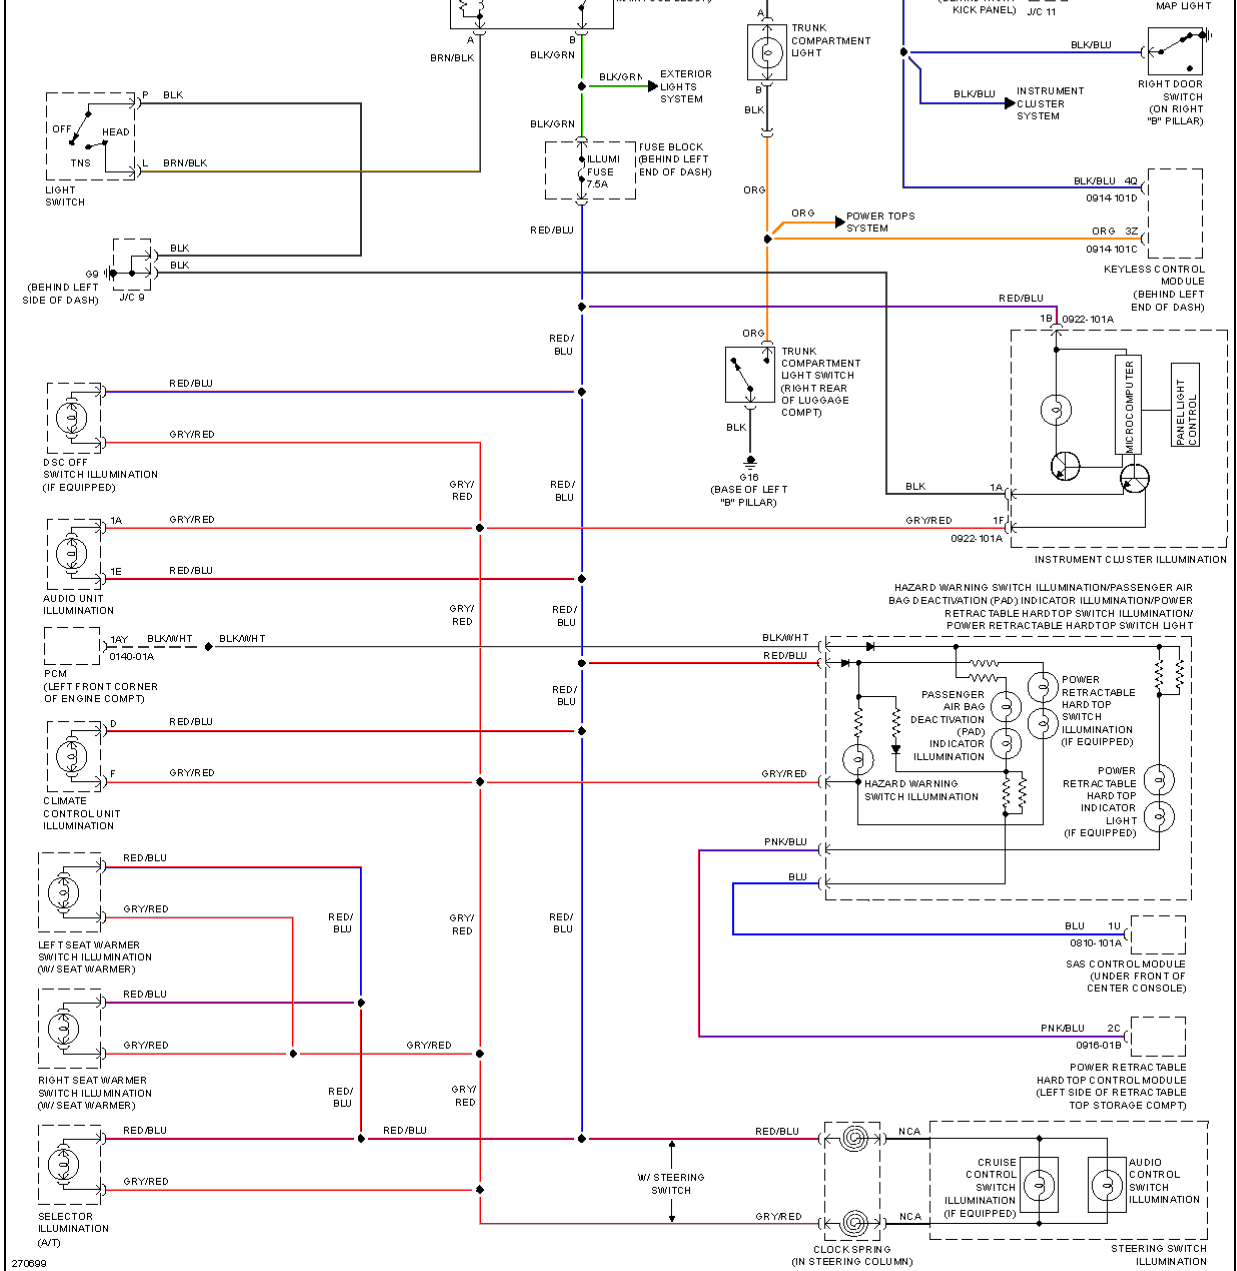 KICK PANEL)
J/C 11
MAP LIGHT
A
B
BRN/BLK
BLK/GRN
BLK/GRN
EXTERIOR
LIGHTS
SYSTEM
BLK/GRN
A
TRUNK
COMPARTMENT
LIGHT
B
BLK
BLK/BLU
BLK/BLU
INSTRUMENT
CLUSTER
SYSTEM
RIGHT DOOR
SWITCH
(ON RIGHT
"B" PILLAR)
P
BLK
OFF
HEAD
TNS
L
BRN/BLK
LIGHT
SWITCH
ILLUMI
FUSE
7.5A
FUSE BLOCK
(BEHIND LEFT
END OF DASH)
RED/BLU
ORG
ORG
POWER TOPS
SYSTEM
BLK/BLU 4Q
0914-101D
ORG 3Z
0914-101C
KEYLESS CONTROL
MODULE
(BEHIND LEFT
END OF DASH)
BLK
BLK
G9
(BEHIND LEFT
SIDE OF DASH)
J/C 9
RED/BLU
1B
0922-101A
RED/
BLU
ORG
TRUNK
COMPARTMENT
LIGHT SWITCH
(RIGHT REAR
OF LUGGAGE
COMPT)
BLK
G16
(BASE OF LEFT
"B" PILLAR)
MICROCOMPUTER
PANEL LIGHT
CONTROL
BLK
1A
GRY/RED
1F
0922-101A
INSTRUMENT CLUSTER ILLUMINATION
RED/BLU
GRY/RED
DSC OFF
SWITCH ILLUMINATION
(IF EQUIPPED)
GRY/
RED
RED/
BLU
1A
GRY/RED
1E
RED/BLU
AUDIO UNIT
ILLUMINATION
GRY/
RED
RED/
BLU
HAZARD WARNING SWITCH ILLUMINATION/PASSENGER AIR
BAG DEACTIVATION (PAD) INDICATOR ILLUMINATION/POWER
RETRACTABLE HARDTOP SWITCH ILLUMINATION/
POWER RETRACTABLE HARDTOP SWITCH LIGHT
1AY
BLK/WHT
BLK/WHT
0140-01A
PCM
(LEFT FRONT CORNER
OF ENGINE COMPT)
BLK/WHT
RED/BLU
RED/
BLU
PASSENGER
AIR BAG
DEACTIVATION
(PAD)
INDICATOR
ILLUMINATION
POWER
RETRACTABLE
HARD TOP
SWITCH
ILLUMINATION
(IF EQUIPPED)
D
RED/BLU
F
GRY/RED
CLIMATE
CONTROL UNIT
ILLUMINATION
GRY/RED
HAZARD WARNING
SWITCH ILLUMINATION
POWER
RETRACTABLE
HARD TOP
INDICATOR
LIGHT
(IF EQUIPPED)
PNK/BLU
BLU
RED/BLU
GRY/RED
LEFT SEAT WARMER
SWITCH ILLUMINATION
(W/ SEAT WARMER)
RED/
BLU
GRY/
RED
RED/
BLU
BLU
1U
0810-101A
SAS CONTROL MODULE
(UNDER FRONT OF
CENTER CONSOLE)
RED/BLU
GRY/RED
GRY/RED
RIGHT SEAT WARMER
SWITCH ILLUMINATION
(W/ SEAT WARMER)
RED/
BLU
GRY/
RED
PNK/BLU
2C
0916-01B
POWER RETRACTABLE
HARD TOP CONTROL MODULE
(LEFT SIDE OF RETRACTABLE
TOP STORAGE COMPT)
RED/BLU
RED/BLU
GRY/RED
SELECTOR
ILLUMINATION
(A/T)
W/ STEERING
SWITCH
RED/BLU
NCA
GRY/RED
NCA
CLOCK SPRING
(IN STEERING COLUMN)
CRUISE
CONTROL
SWITCH
ILLUMINATION
(IF EQUIPPED)
AUDIO
CONTROL
SWITCH
ILLUMINATION
STEERING SWITCH
ILLUMINATION
270699